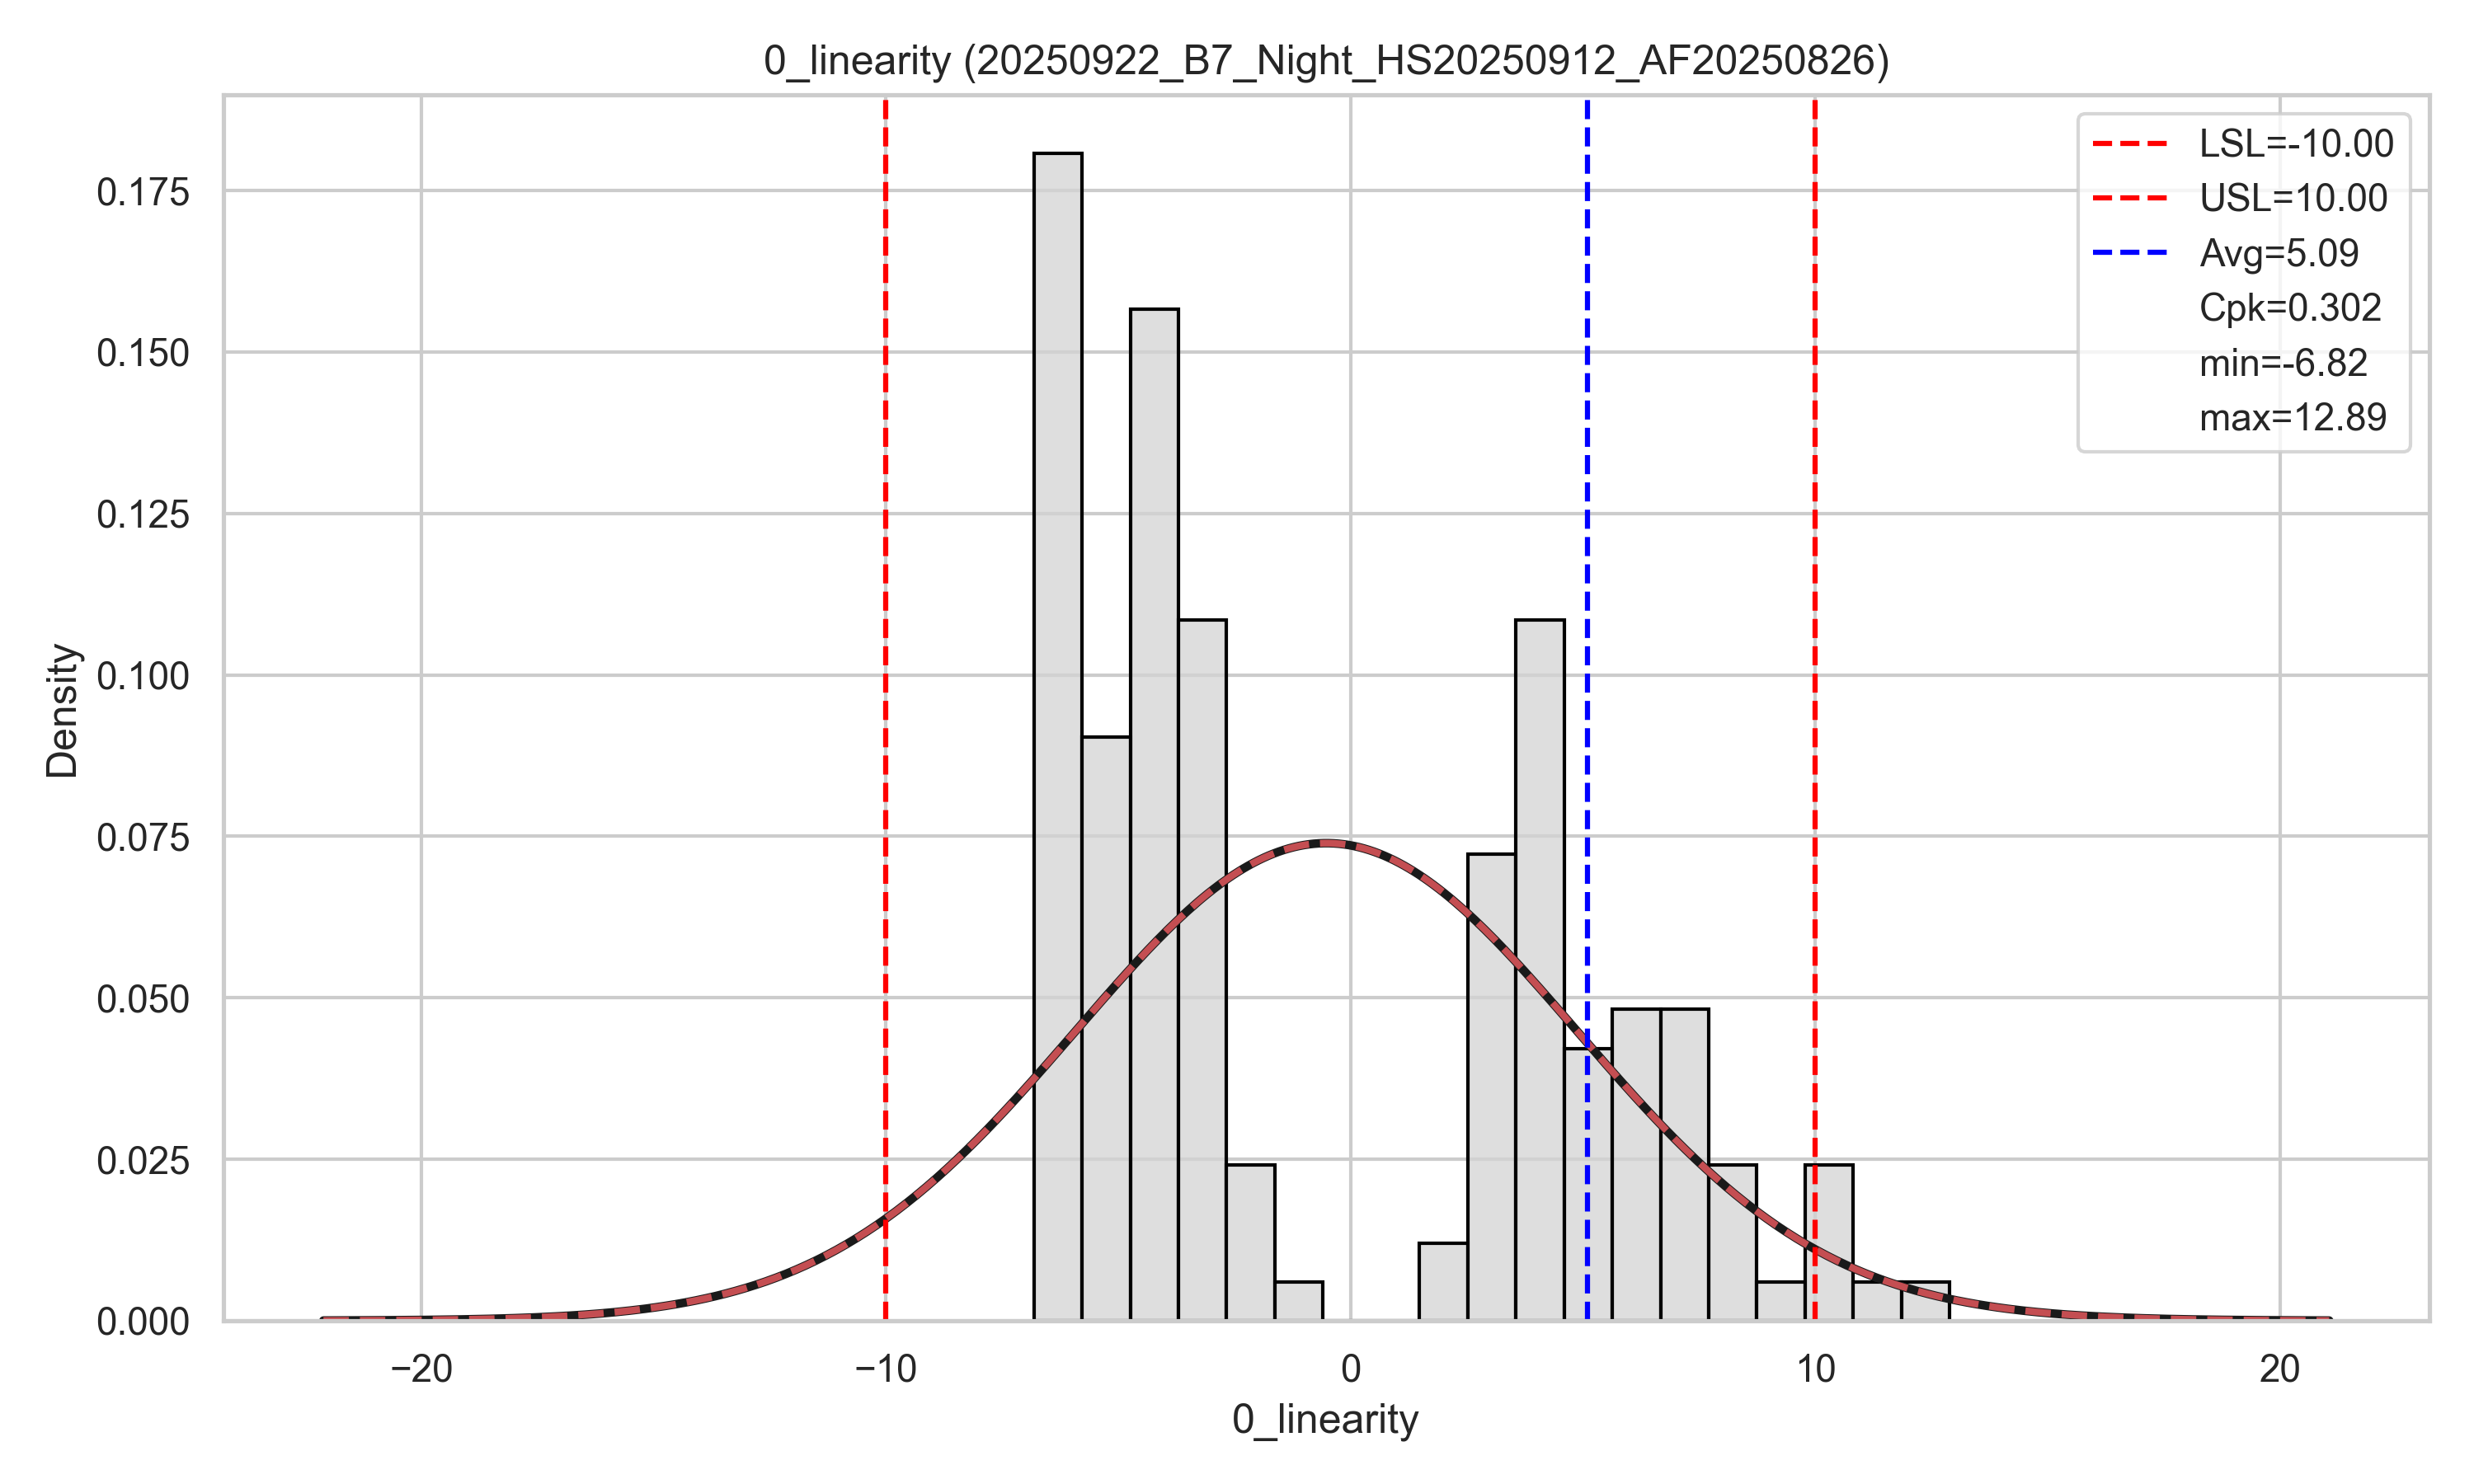 0_linearity (20250922_B7_Night_HS20250912_AF20250826)
LSL=-10.00
USL=10.00
Avg=5.09
Cpk=0.302
min=-6.82
max=12.89
Density
0.175
0.150
0.125
0.100
0.075
0.050
0.025
0.000
−20
−10
0
10
20
0_linearity